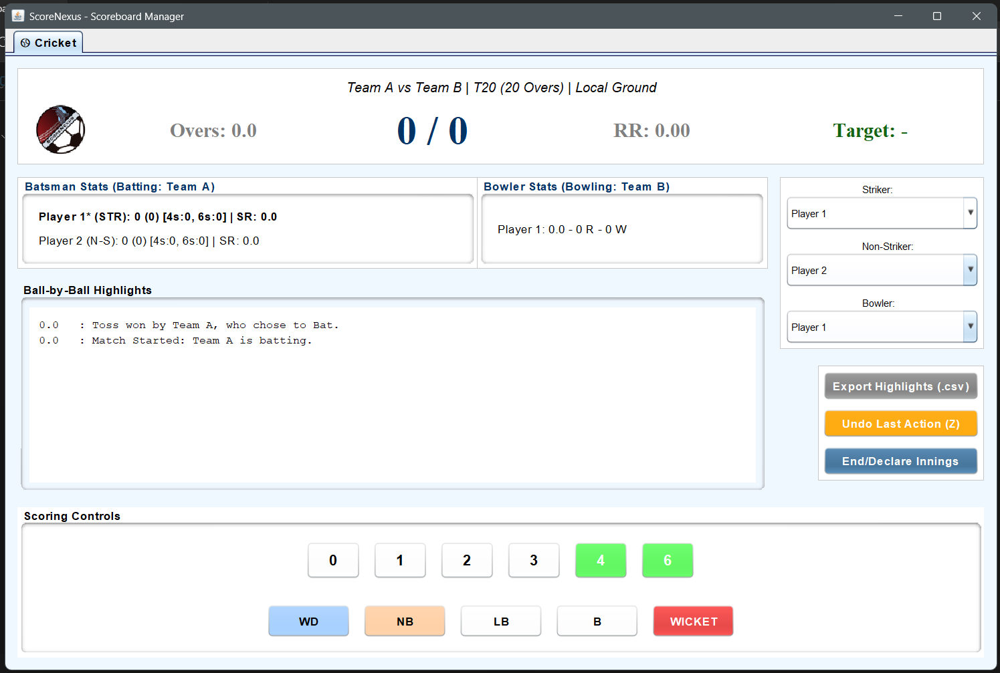 ScoreNexus - Scoreboard Manager
Cricket
Team A vs Team B | T20 (20 Overs) | Local Ground
Overs: 0.0
0 / 0
RR: 0.00
Target: -
Batsman Stats (Batting: Team A)
Player 1* (STR): 0 (0) [4s:0, 6s:0] | SR: 0.0
Player 2 (N-S): 0 (0) [4s:0, 6s:0] | SR: 0.0
Bowler Stats (Bowling: Team B)
Player 1: 0.0 - 0 R - 0 W
Striker:
Player 1
Non-Striker:
Player 2
Bowler:
Player 1
Ball-by-Ball Highlights
0.0 : Toss won by Team A, who chose to Bat.
0.0 : Match Started: Team A is batting.
Export Highlights (.csv)
Undo Last Action (Z)
End/Declare Innings
Scoring Controls
0
1
2
3
4
6
WD
NB
LB
B
WICKET